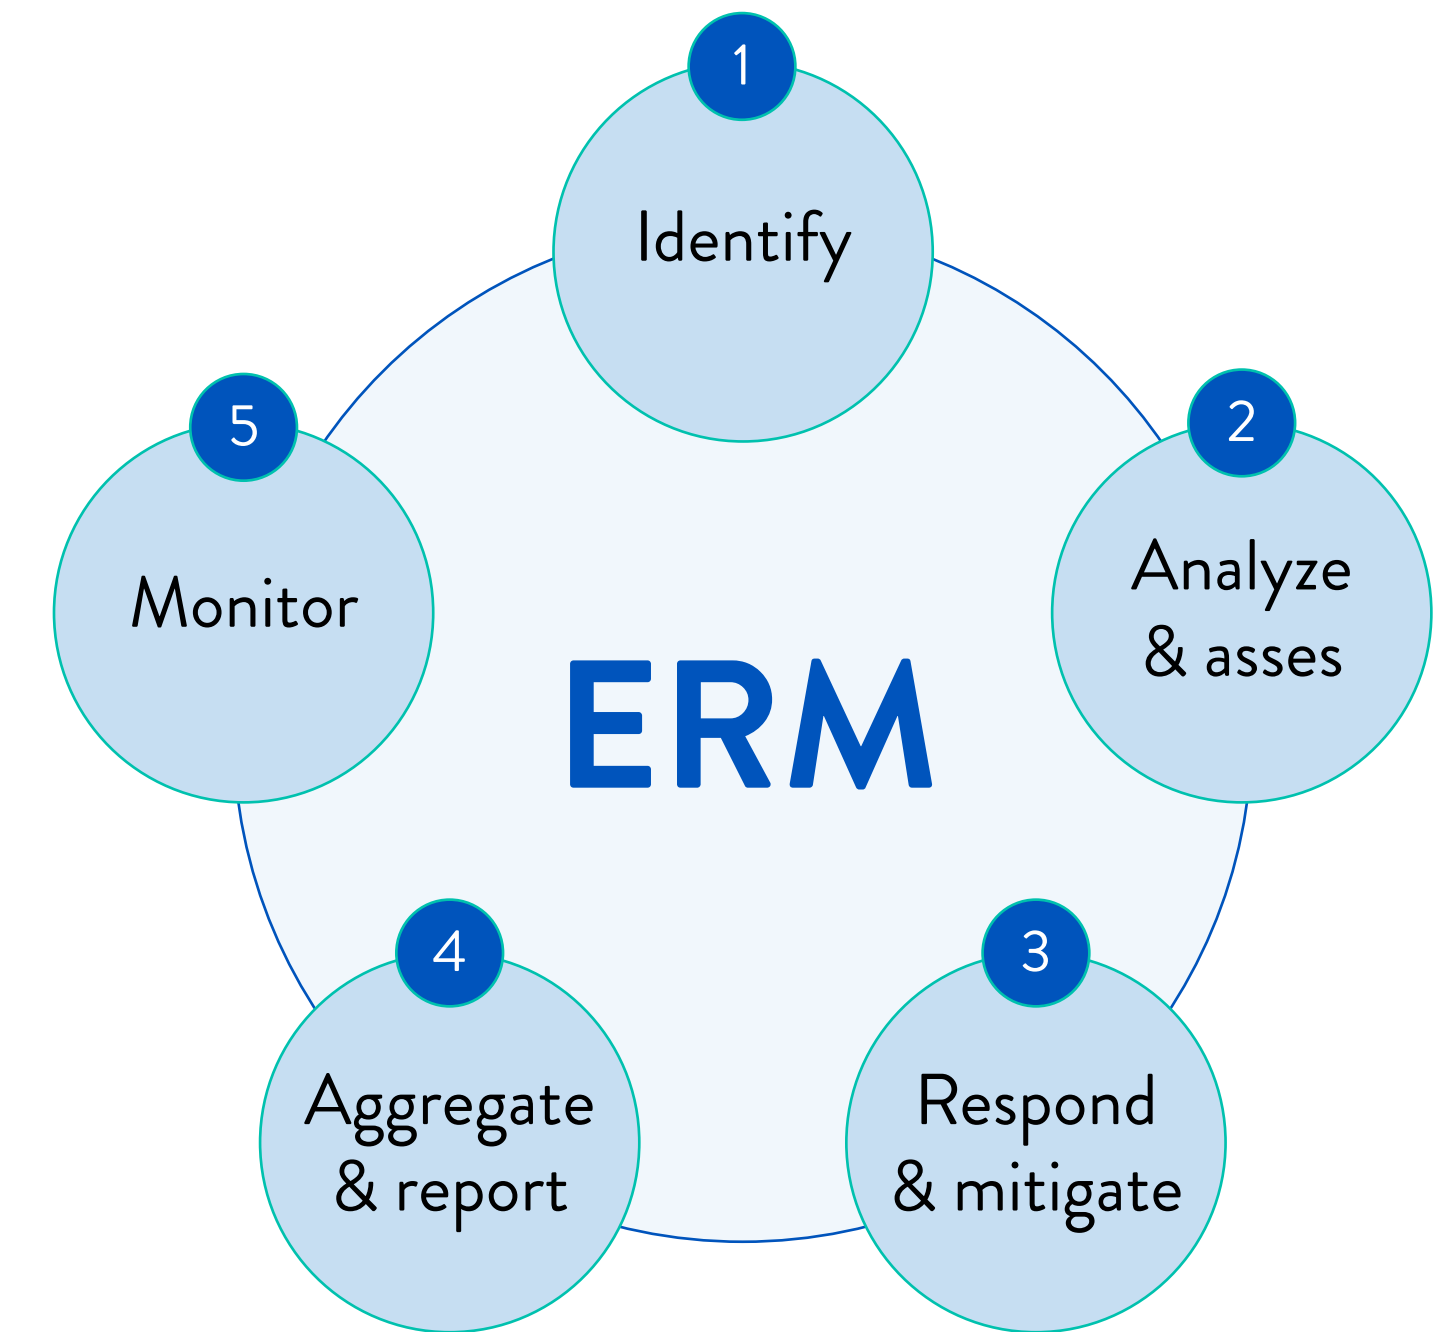 1
Identify
2
Analyze
& asses
3
Respond
& mitigate
4
Aggregate
& report
5
Monitor
ERM